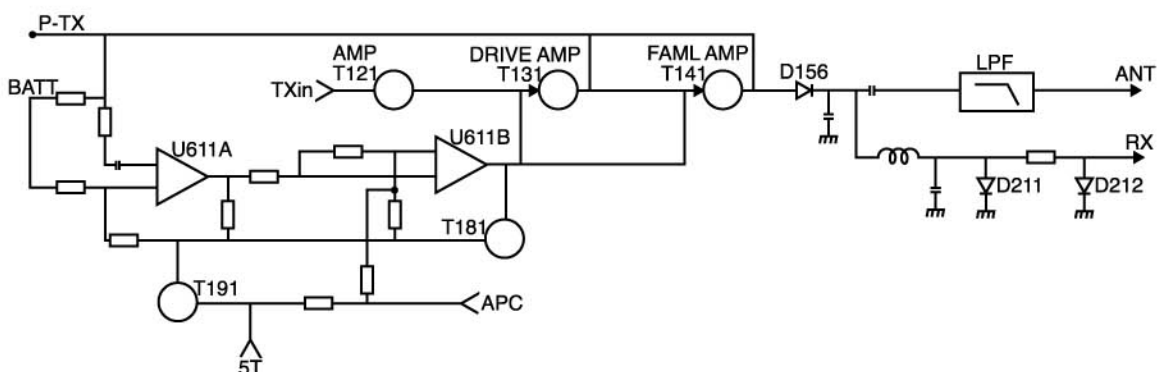 P-TX
AMP
T121
DRIVE AMP
T131
FAML AMP
T141
D156
LPF
ANT
BATT
TXin
U611A
U611B
RX
D211
D212
T181
T191
APC
5T